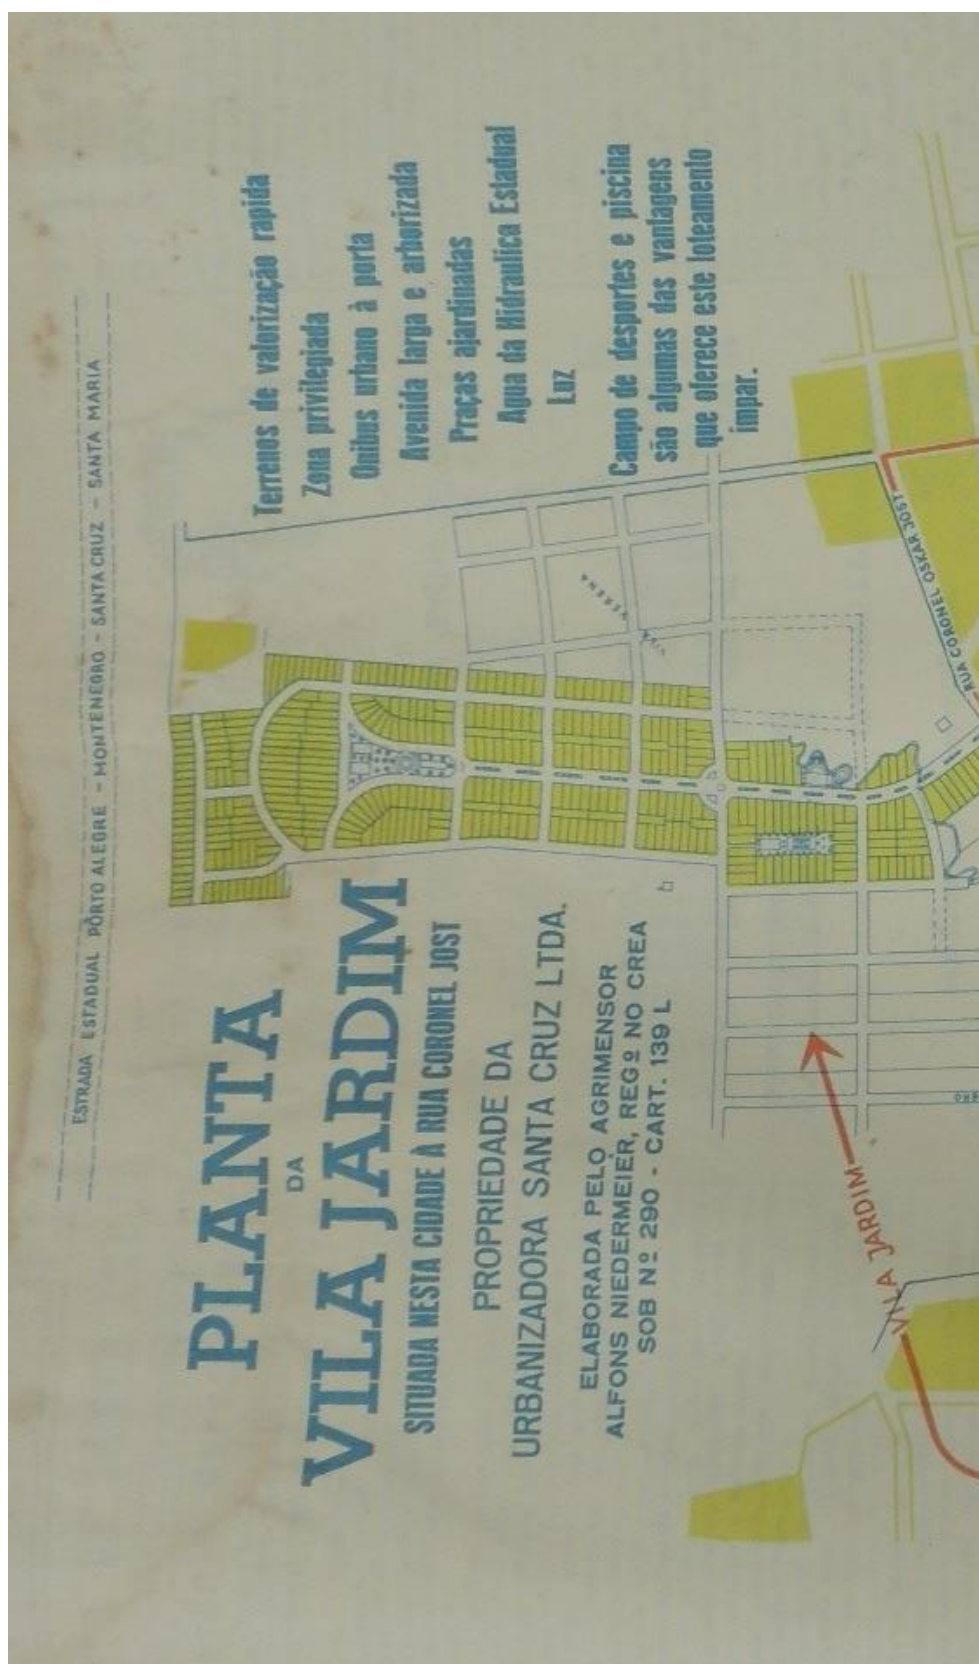 ESTRADA ESTADUAL PÔRTO ALEGRE - MONTENEGRO - SANTA CRUZ - SANTA MARIA
PLANTA
DA
VILA JARDIM
SITUADA NESTA CIDADE À RUA CORONEL JOST
PROPRIEDADE DA
URBANIZADORA SANTA CRUZ LTDA.
ELABORADA PELO AGRIMENSOR
ALFONS NIEDERMEIER, REGº NO CREA
SOB Nº 290 - CART. 139 L
Terrenos de valorização rapida
Zona privilegiada
Onibus urbano à porta
Avenida larga e arborizada
Praças ajardinadas
Agua da Hidraulica Estadual
Luz
Campo de desportes e piscina
são algumas das vantagens
que oferece este loteamento
impar.
VILA VERENA
RUA CORONEL OSKAR JOST
VILA JARDIM